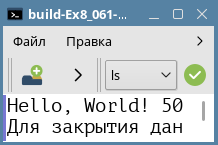 build-Ex8_061-...
Файл Правка
ls
Hello, World! 50
Для закрытия дан